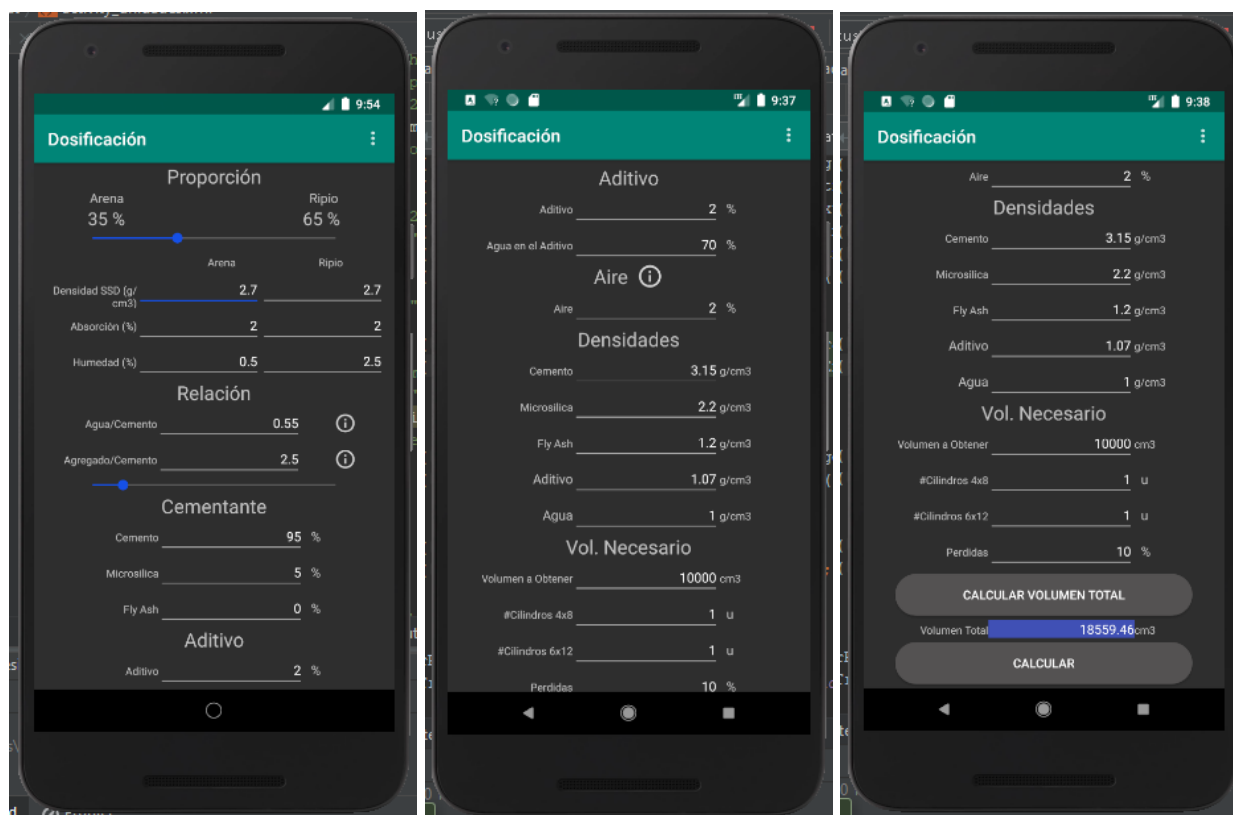 9:54
Dosificación
Proporción
Arena Ripio
35 % 65 %
Arena Ripio
Densidad SSD (g/cm3) 2.7 2.7
Absorción (%) 2 2
Humedad (%) 0.5 2.5
Relación
Agua/Cemento 0.55
Agregado/Cemento 2.5
Cementante
Cemento 95 %
Microsilica 5 %
Fly Ash 0 %
Aditivo
Aditivo 2 %
9:37
Dosificación
Aditivo
Aditivo 2 %
Agua en el Aditivo 70 %
Aire
Aire 2 %
Densidades
Cemento 3.15 g/cm3
Microsilica 2.2 g/cm3
Fly Ash 1.2 g/cm3
Aditivo 1.07 g/cm3
Agua 1 g/cm3
Vol. Necesario
Volumen a Obtener 10000 cm3
#Cilindros 4x8 1 u
#Cilindros 6x12 1 u
Perdidas 10 %
9:38
Dosificación
Aire 2 %
Densidades
Cemento 3.15 g/cm3
Microsilica 2.2 g/cm3
Fly Ash 1.2 g/cm3
Aditivo 1.07 g/cm3
Agua 1 g/cm3
Vol. Necesario
Volumen a Obtener 10000 cm3
#Cilindros 4x8 1 u
#Cilindros 6x12 1 u
Perdidas 10 %
CALCULAR VOLUMEN TOTAL
Volumen Total 18559.46cm3
CALCULAR